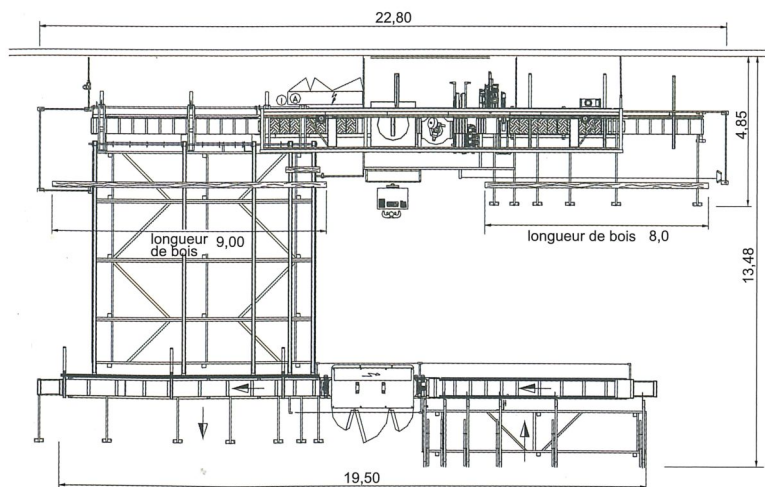 22,80
4,85
I A
longueur
de bois 9,00
longueur de bois 8,0
13,48
19,50